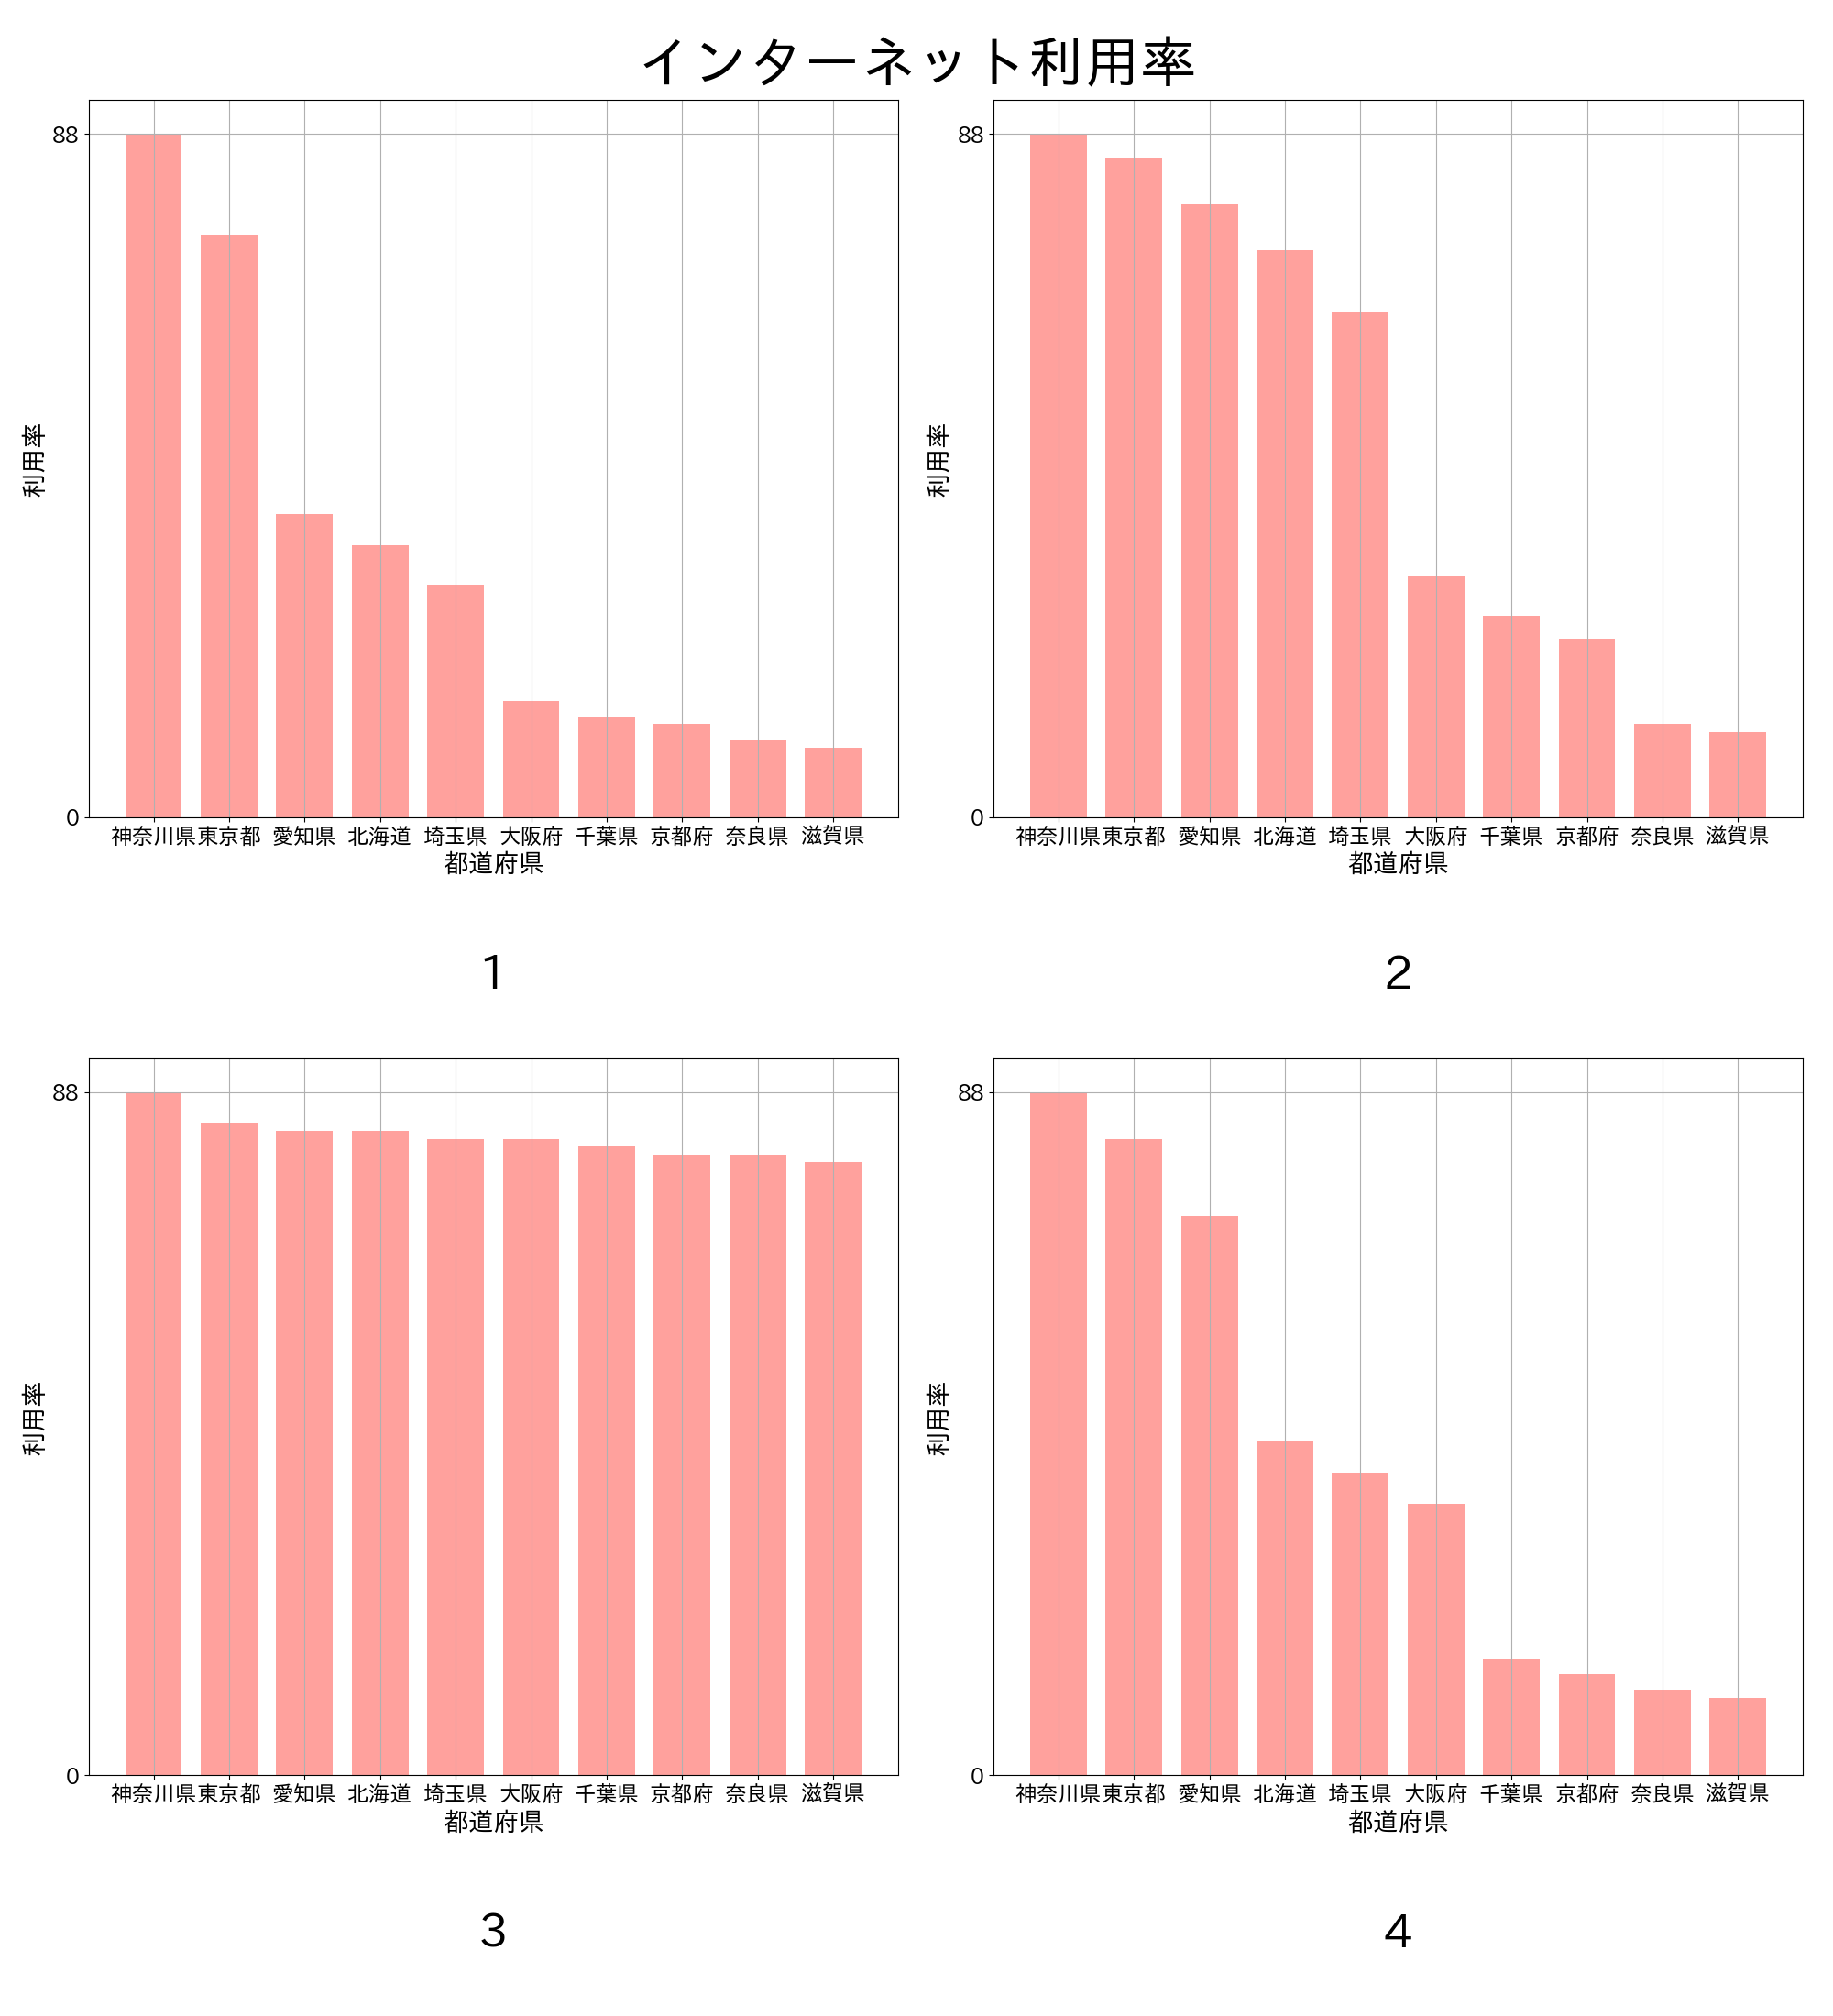 インターネット利用率
88
0
利用率
神奈川県 東京都 愛知県 北海道 埼玉県 大阪府 千葉県 京都府 奈良県 滋賀県
都道府県
1
88
0
利用率
神奈川県 東京都 愛知県 北海道 埼玉県 大阪府 千葉県 京都府 奈良県 滋賀県
都道府県
2
88
0
利用率
神奈川県 東京都 愛知県 北海道 埼玉県 大阪府 千葉県 京都府 奈良県 滋賀県
都道府県
3
88
0
利用率
神奈川県 東京都 愛知県 北海道 埼玉県 大阪府 千葉県 京都府 奈良県 滋賀県
都道府県
4